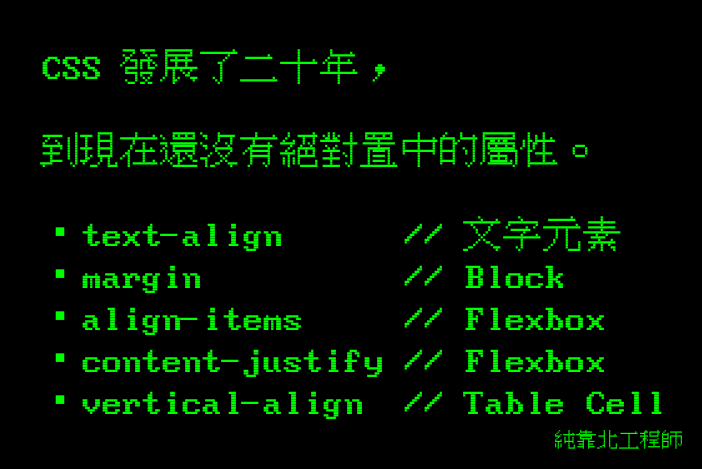 CSS 發展了二十年，
到現在還沒有絕對置中的屬性。
▪ text-align // 文字元素
▪ margin // Block
▪ align-items // Flexbox
▪ content-justify // Flexbox
▪ vertical-align // Table Cell
純靠北工程師